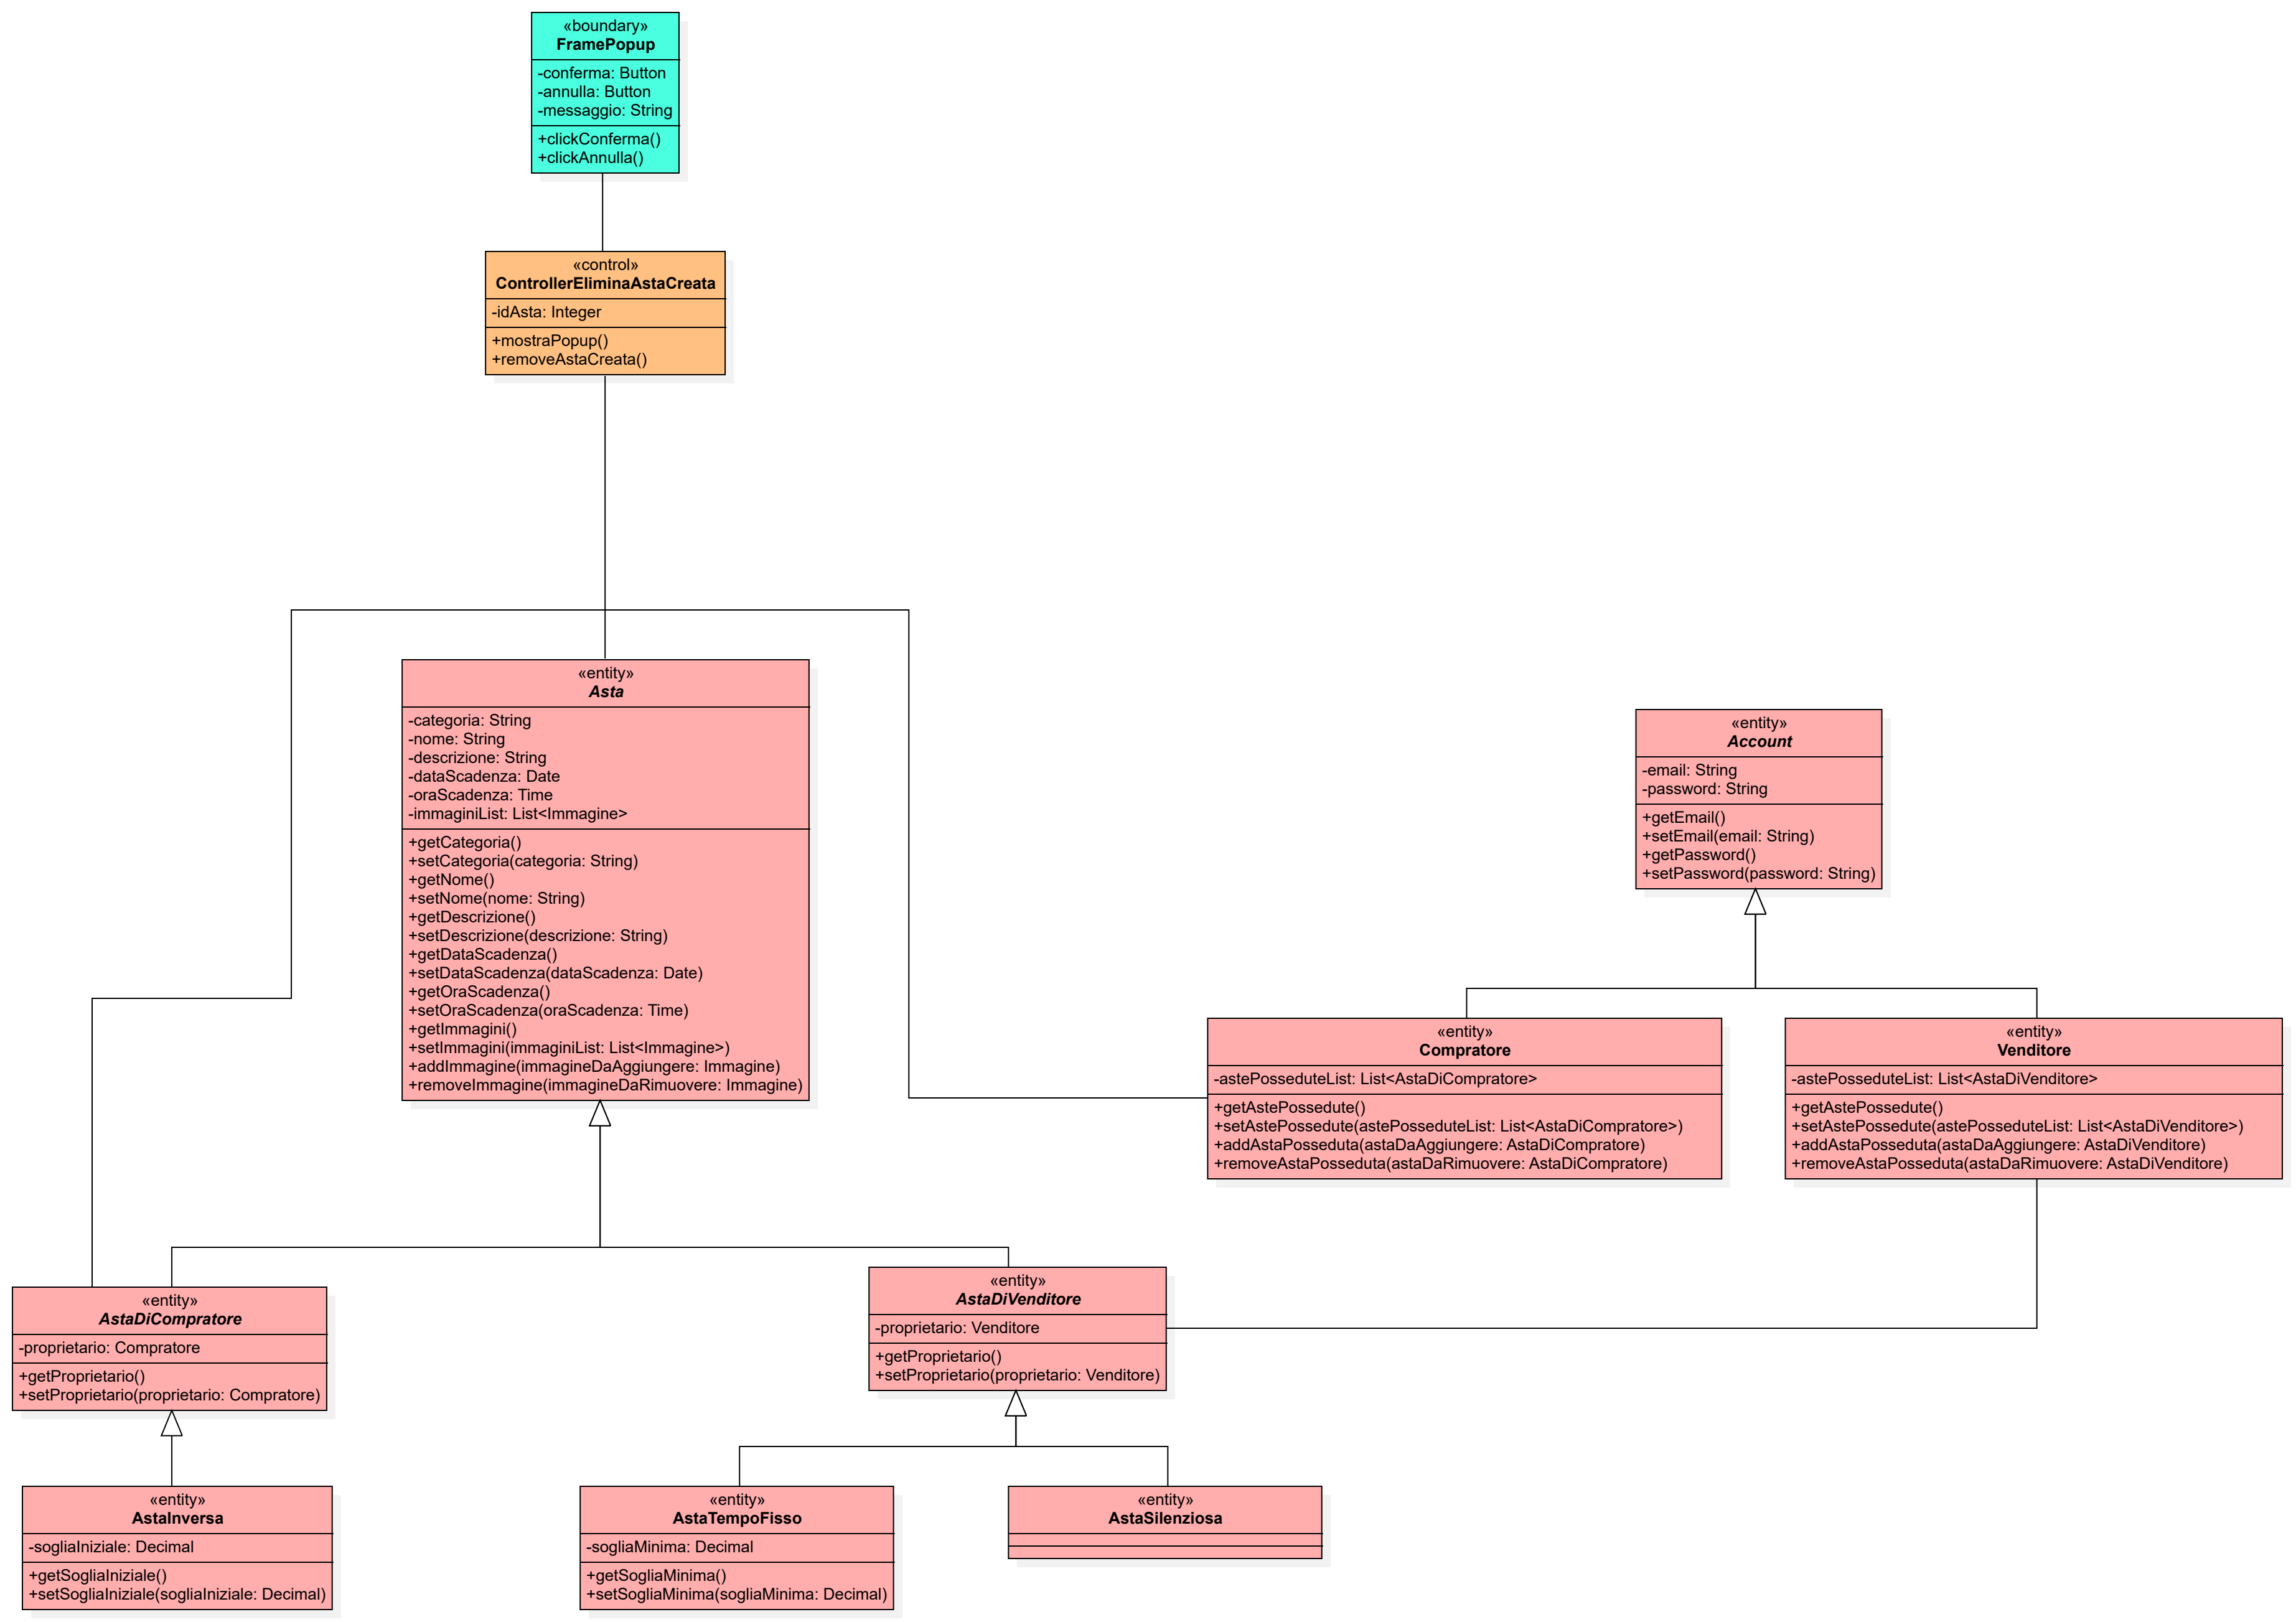 «boundary»
FramePopup
-conferma: Button
-annulla: Button
-messaggio: String
+clickConferma()
+clickAnnulla()
«control»
ControllerEliminaAstaCreata
-idAsta: Integer
+mostraPopup()
+removeAstaCreata()
«entity»
Asta
-categoria: String
-nome: String
-descrizione: String
-dataScadenza: Date
-oraScadenza: Time
-immaginiList: List<Immagine>
+getCategoria()
+setCategoria(categoria: String)
+getNome()
+setNome(nome: String)
+getDescrizione()
+setDescrizione(descrizione: String)
+getDataScadenza()
+setDataScadenza(dataScadenza: Date)
+getOraScadenza()
+setOraScadenza(oraScadenza: Time)
+getImmagini()
+setImmagini(immaginiList: List<Immagine>)
+addImmagine(immagineDaAggiungere: Immagine)
+removeImmagine(immagineDaRimuovere: Immagine)
«entity»
Account
-email: String
-password: String
+getEmail()
+setEmail(email: String)
+getPassword()
+setPassword(password: String)
«entity»
Compratore
-astePosseduteList: List<AstaDiCompratore>
+getAstePossedute()
+setAstePossedute(astePosseduteList: List<AstaDiCompratore>)
+addAstaPosseduta(astaDaAggiungere: AstaDiCompratore)
+removeAstaPosseduta(astaDaRimuovere: AstaDiCompratore)
«entity»
Venditore
-astePosseduteList: List<AstaDiVenditore>
+getAstePossedute()
+setAstePossedute(astePosseduteList: List<AstaDiVenditore>)
+addAstaPosseduta(astaDaAggiungere: AstaDiVenditore)
+removeAstaPosseduta(astaDaRimuovere: AstaDiVenditore)
«entity»
AstaDiCompratore
-proprietario: Compratore
+getProprietario()
+setProprietario(proprietario: Compratore)
«entity»
AstaDiVenditore
-proprietario: Venditore
+getProprietario()
+setProprietario(proprietario: Venditore)
«entity»
AstaInversa
-sogliaIniziale: Decimal
+getSogliaIniziale()
+setSogliaIniziale(sogliaIniziale: Decimal)
«entity»
AstaTempoFisso
-sogliaMinima: Decimal
+getSogliaMinima()
+setSogliaMinima(sogliaMinima: Decimal)
«entity»
AstaSilenziosa